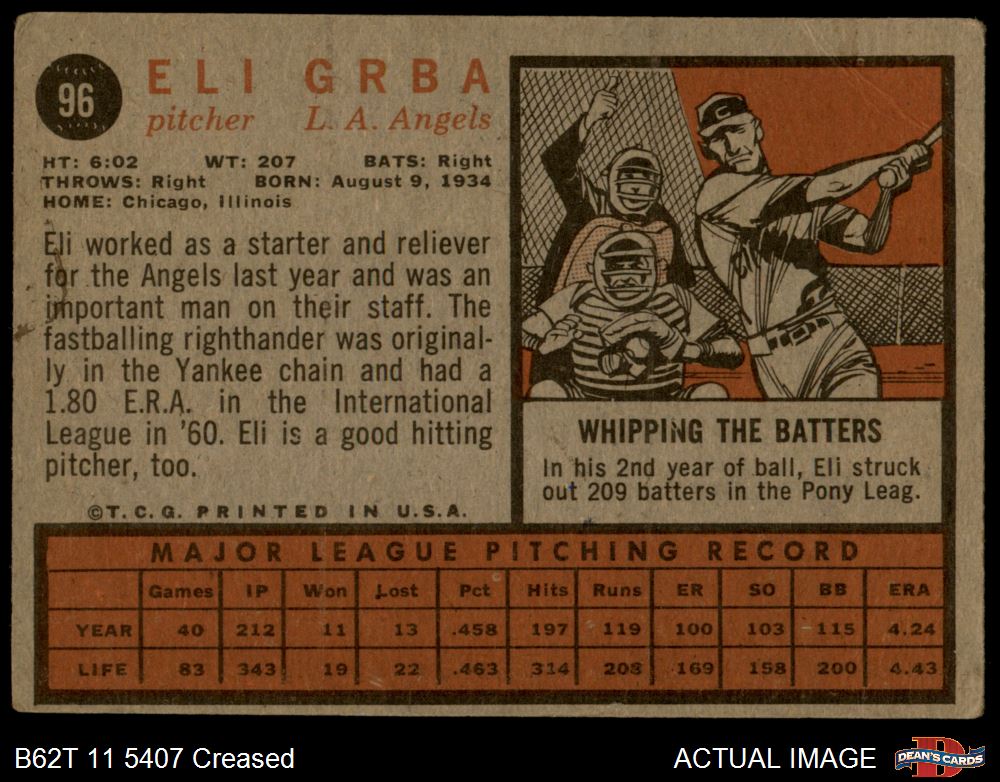 96
ELI GRBA
pitcher L. A. Angels
HT: 6:02 WT: 207 BATS: Right
THROWS: Right BORN: August 9, 1934
HOME: Chicago, Illinois
Eli worked as a starter and reliever
for the Angels last year and was an
important man on their staff. The
fastballing righthander was original-
ly in the Yankee chain and had a
1.80 E.R.A. in the International
League in '60. Eli is a good hitting
pitcher, too.
©T.C.G. PRINTED IN U.S.A.
C
WHIPPING THE BATTERS
In his 2nd year of ball, Eli struck
out 209 batters in the Pony Leag.
MAJOR LEAGUE PITCHING RECORD
Games IP Won Lost Pct Hits Runs ER SO BB ERA
YEAR 40 212 11 13 .458 197 119 100 103 115 4.24
LIFE 83 343 19 22 .463 314 208 169 158 200 4.43
B62T 11 5407 Creased
ACTUAL IMAGE
D
DEAN'S CARDS